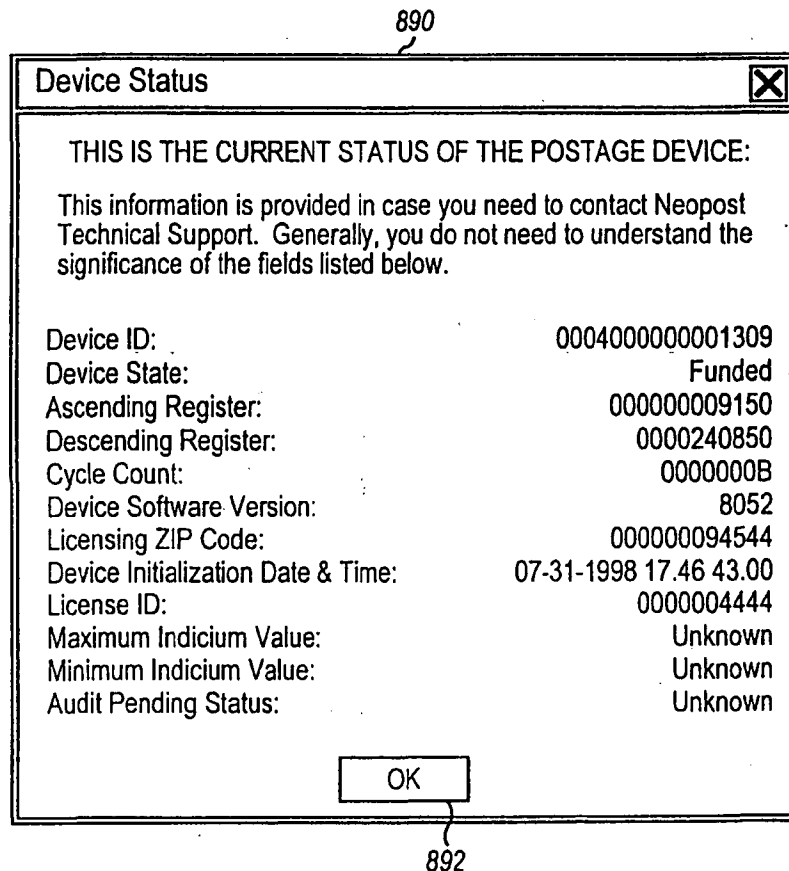 890
Device Status
THIS IS THE CURRENT STATUS OF THE POSTAGE DEVICE:
This information is provided in case you need to contact Neopost
Technical Support. Generally, you do not need to understand the
significance of the fields listed below.
Device ID: 0004000000001309
Device State: Funded
Ascending Register: 000000009150
Descending Register: 0000240850
Cycle Count: 0000000B
Device Software Version: 8052
Licensing ZIP Code: 000000094544
Device Initialization Date & Time: 07-31-1998 17.46 43.00
License ID: 0000004444
Maximum Indicium Value: Unknown
Minimum Indicium Value: Unknown
Audit Pending Status: Unknown
OK
892